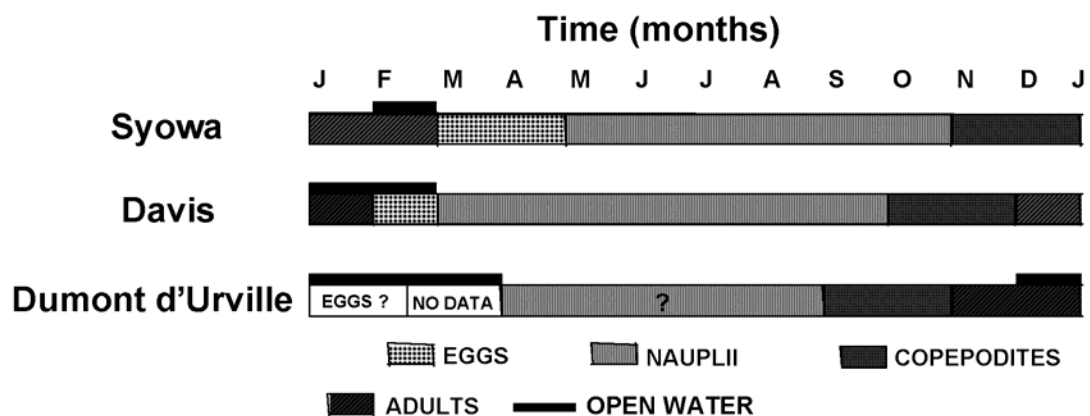 Time (months)
J F M A M J J A S O N D J
Syowa
Davis
Dumont d'Urville
EGGS ? NO DATA ?
EGGS NAUPLII COPEPODITES
ADULTS OPEN WATER